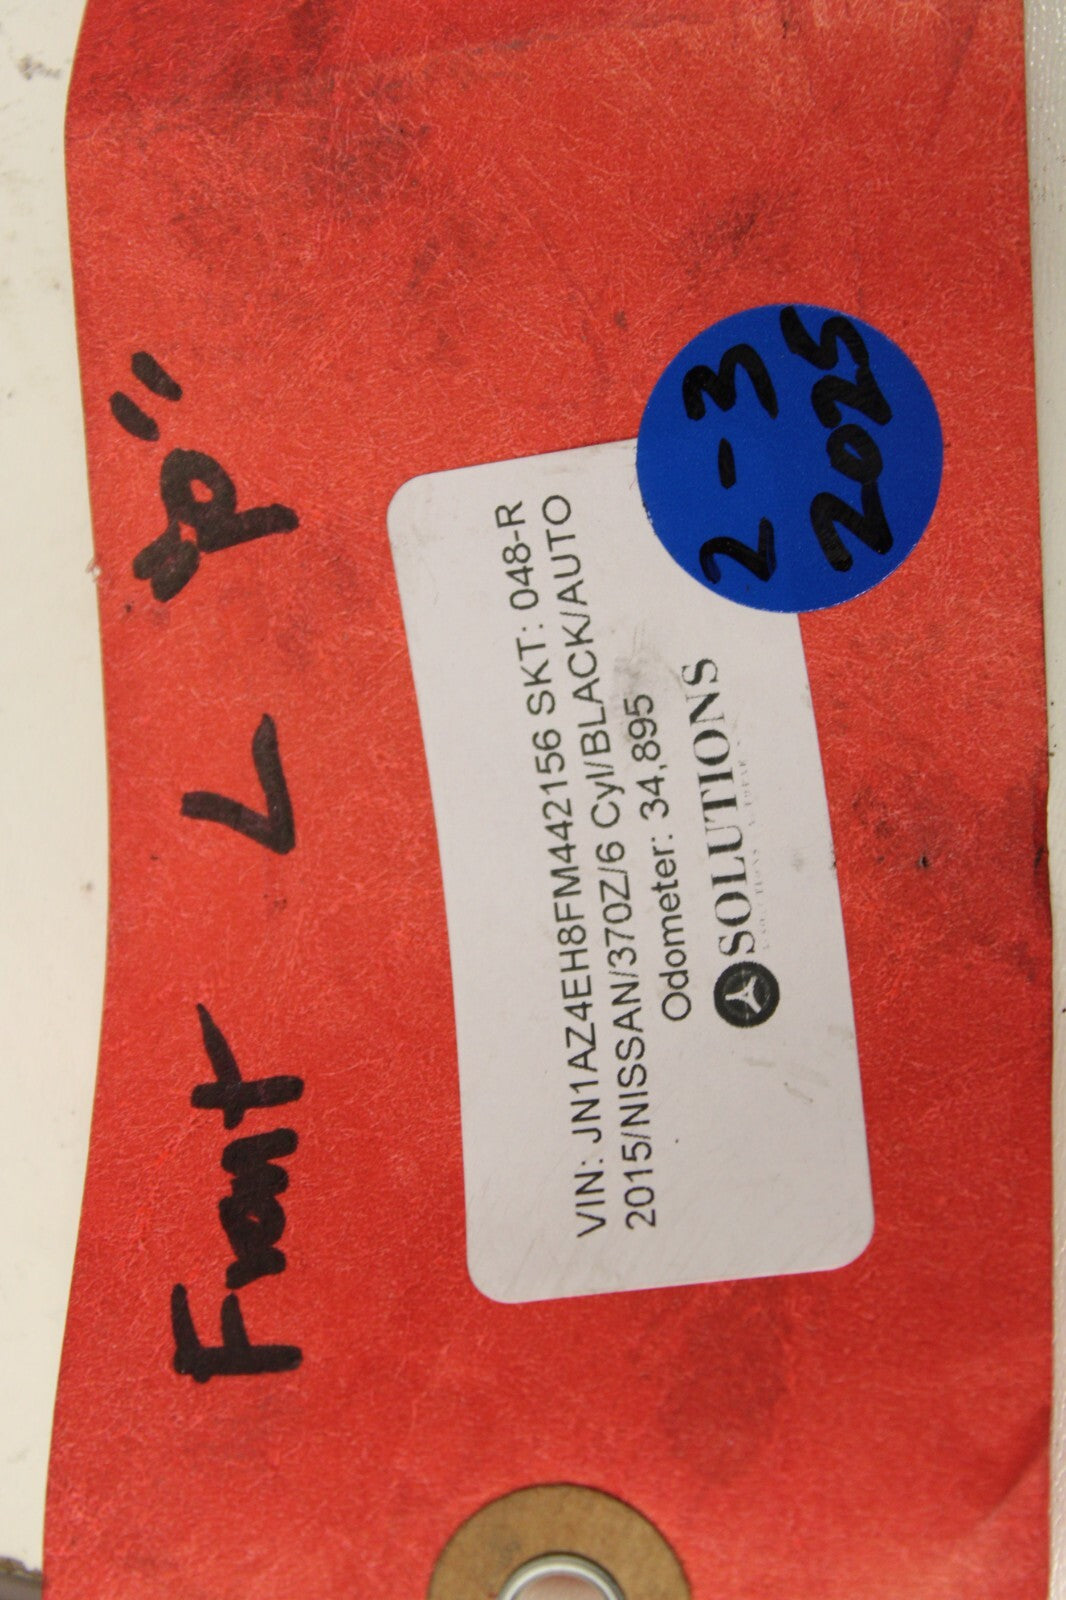 Front L "P"
VIN: JN1AZ4EH8FM442156 SKT: 048-R
2015/NISSAN/370Z/6 Cyl/BLACK/AUTO
Odometer: 34,895
SOLUTIONS
2-3
2025